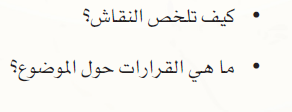 • كيف تلخص النقاش؟
• ما هي القرارات حول الموضوع؟